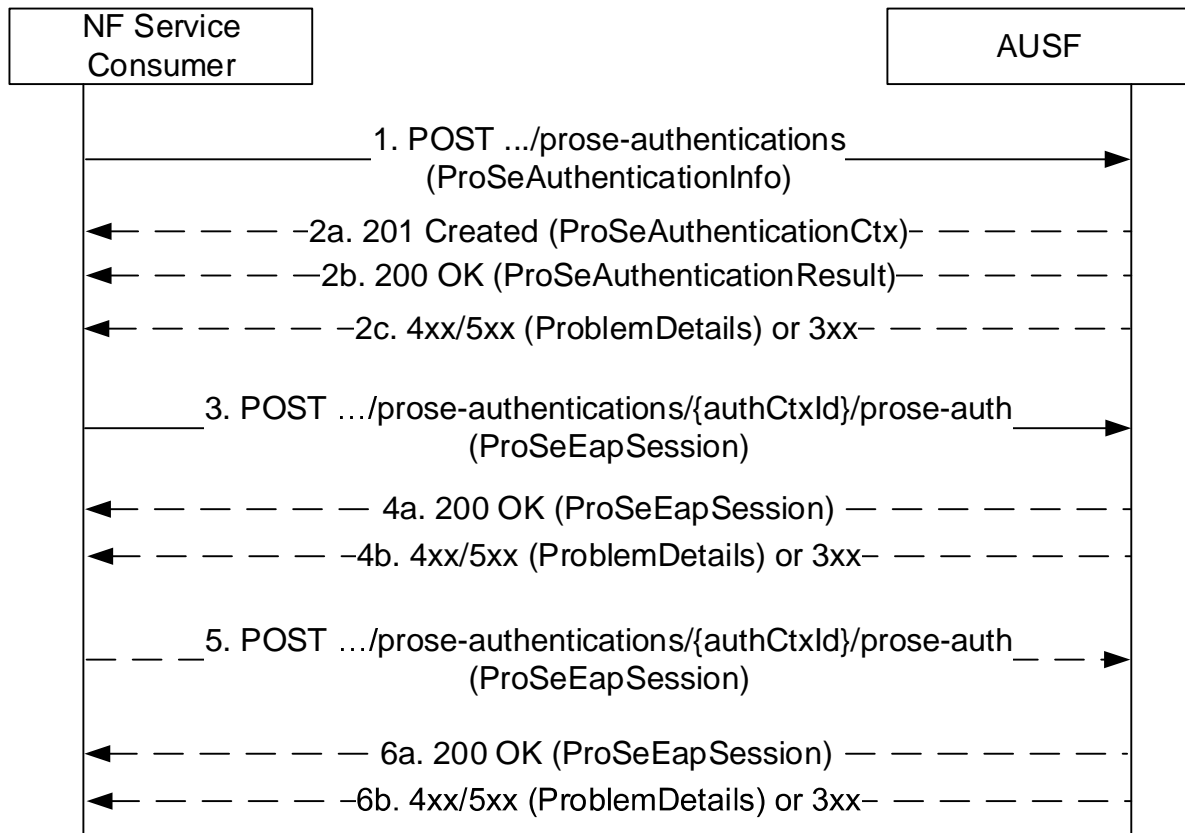 NF Service
Consumer
AUSF
1. POST .../prose-authentications
(ProSeAuthenticationInfo)
2a. 201 Created (ProSeAuthenticationCtx)
2b. 200 OK (ProSeAuthenticationResult)
2c. 4xx/5xx (ProblemDetails) or 3xx
3. POST …/prose-authentications/{authCtxId}/prose-auth
(ProSeEapSession)
4a. 200 OK (ProSeEapSession)
4b. 4xx/5xx (ProblemDetails) or 3xx
5. POST …/prose-authentications/{authCtxId}/prose-auth
(ProSeEapSession)
6a. 200 OK (ProSeEapSession)
6b. 4xx/5xx (ProblemDetails) or 3xx